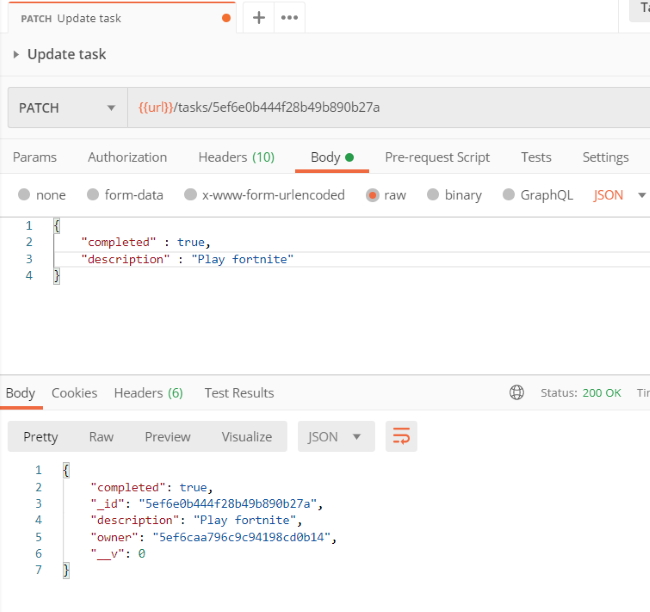 PATCH Update task
Ta
Update task
PATCH {{url}}/tasks/5ef6e0b444f28b49b890b27a
Params Authorization Headers (10) Body Pre-request Script Tests Settings
none form-data x-www-form-urlencoded raw binary GraphQL JSON
1 {
2 "completed" : true,
3 "description" : "Play fortnite"
4 }
Body Cookies Headers (6) Test Results Status: 200 OK Tir
Pretty Raw Preview Visualize JSON
1 {
2 "completed": true,
3 "_id": "5ef6e0b444f28b49b890b27a",
4 "description": "Play fortnite",
5 "owner": "5ef6caa796c9c94198cd0b14",
6 "__v": 0
7 }